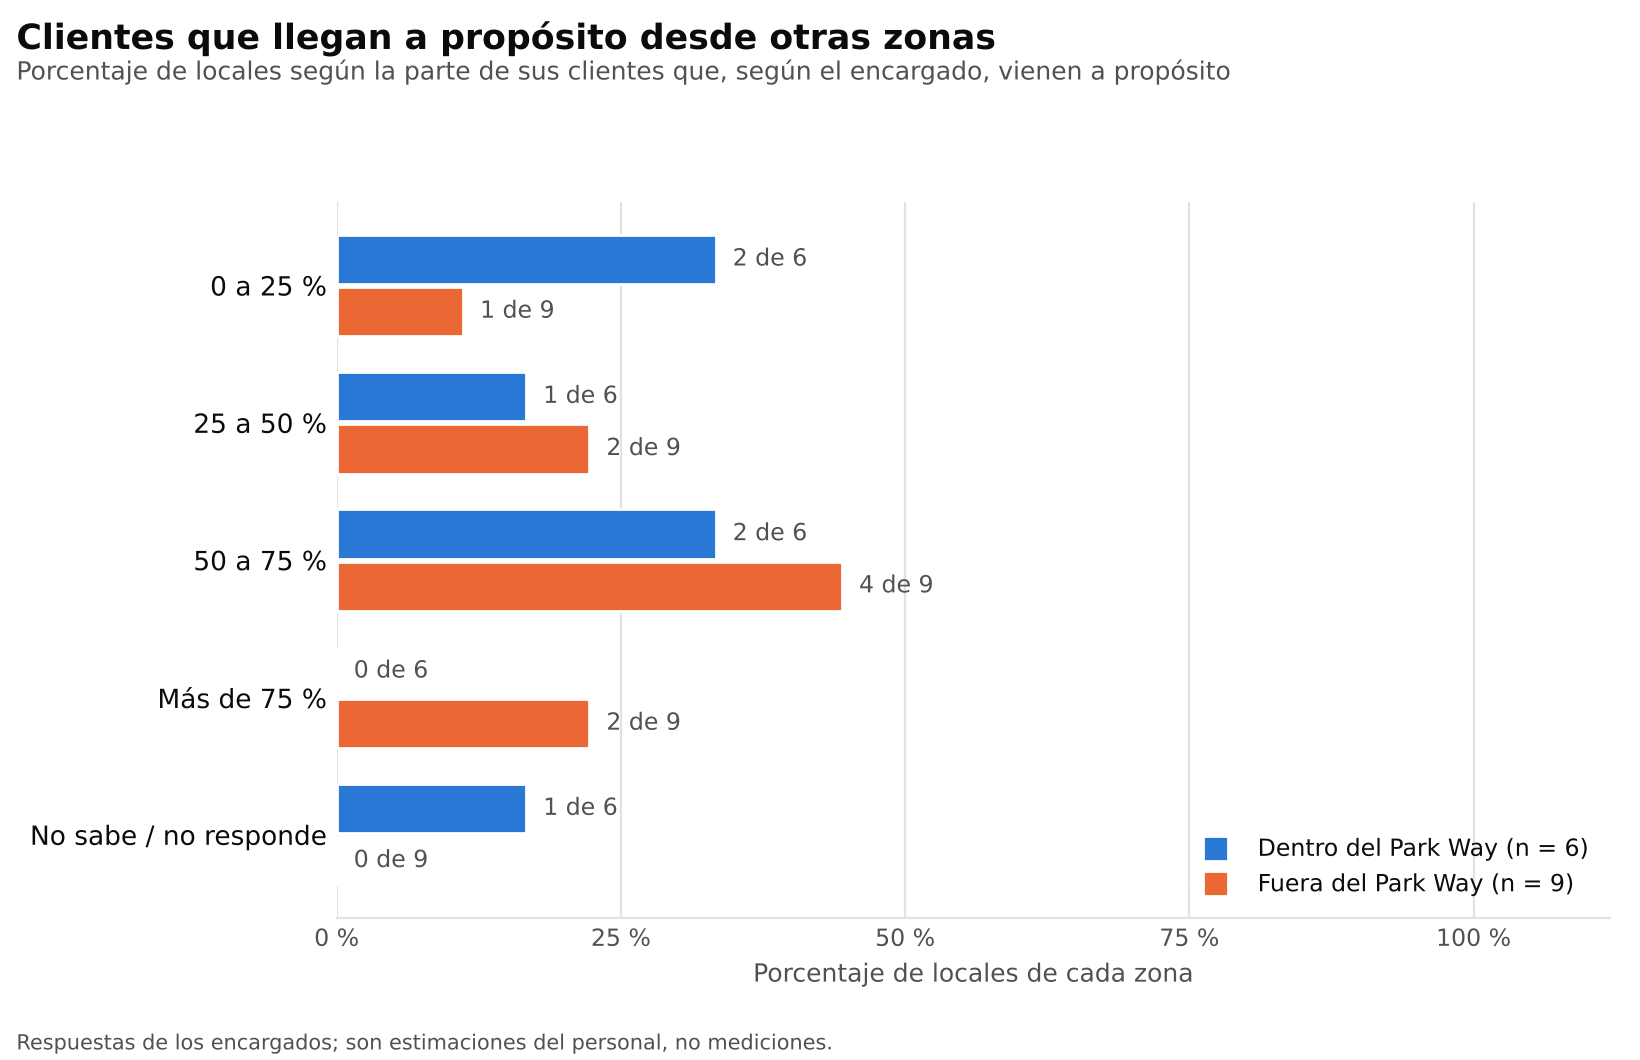 Clientes que llegan a propósito desde otras zonas
Porcentaje de locales según la parte de sus clientes que, según el encargado, vienen a propósito
0 a 25 %
2 de 6
1 de 9
25 a 50 %
1 de 6
2 de 9
50 a 75 %
2 de 6
4 de 9
Más de 75 %
0 de 6
2 de 9
No sabe / no responde
1 de 6
0 de 9
Dentro del Park Way (n = 6)
Fuera del Park Way (n = 9)
0 %
25 %
50 %
75 %
100 %
Porcentaje de locales de cada zona
Respuestas de los encargados; son estimaciones del personal, no mediciones.